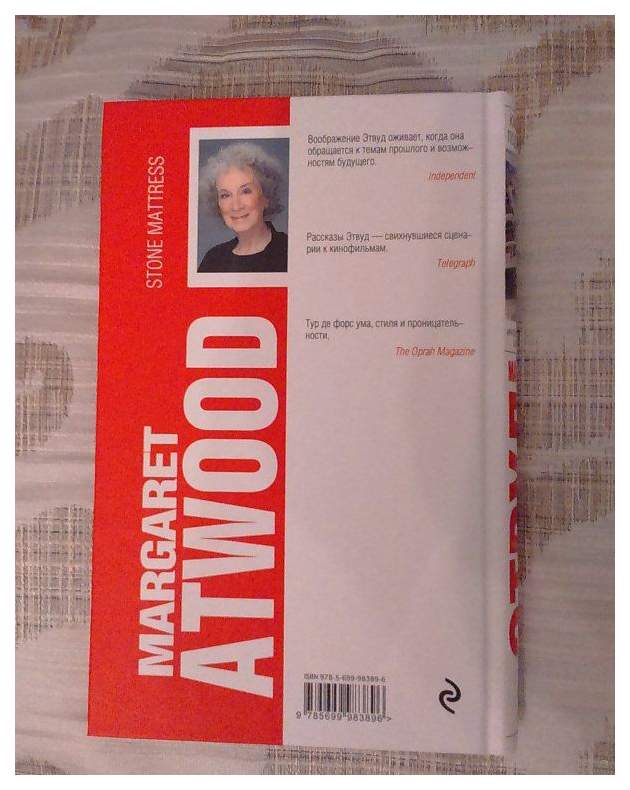 STONE MATTRESS
MARGARET
ATWOOD
Воображение Этвуд оживает, когда она
обращается к темам прошлого и возмож-
ностям будущего.
Independent
Рассказы Этвуд — свихнувшиеся сцена-
рии к кинофильмам.
Telegraph
Тур де форс ума, стиля и проницатель-
ности.
The Oprah Magazine
ISBN 978-5-699-98389-6
9 785699 983896 >